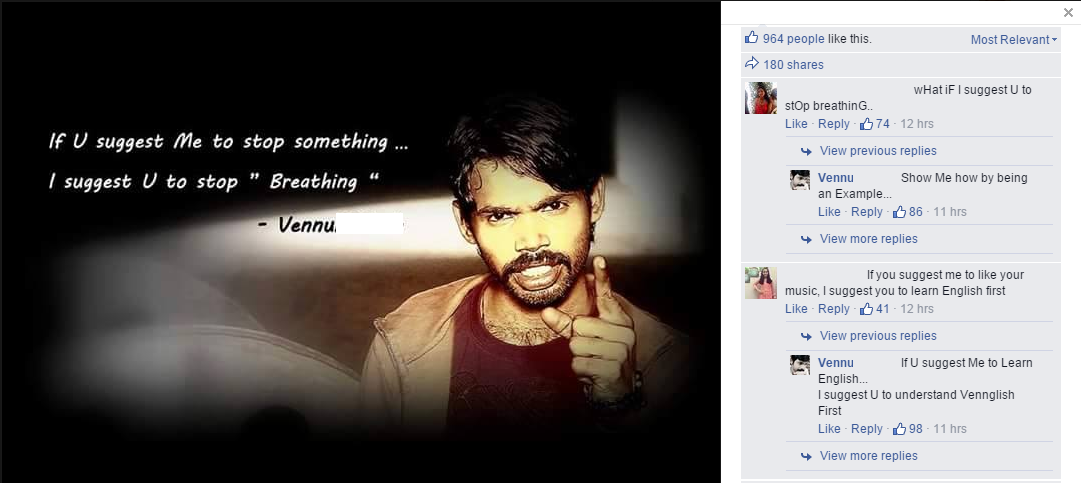 If U suggest Me to stop something ...
I suggest U to stop " Breathing "
- Vennu
964 people like this.
Most Relevant
180 shares
wHat iF I suggest U to
stOp breathinG..
Like · Reply · 74 · 12 hrs
View previous replies
Vennu Show Me how by being
an Example...
Like · Reply · 86 · 11 hrs
View more replies
If you suggest me to like your
music, I suggest you to learn English first
Like · Reply · 41 · 12 hrs
View previous replies
Vennu If U suggest Me to Learn
English...
I suggest U to understand Vennglish
First
Like · Reply · 98 · 11 hrs
View more replies